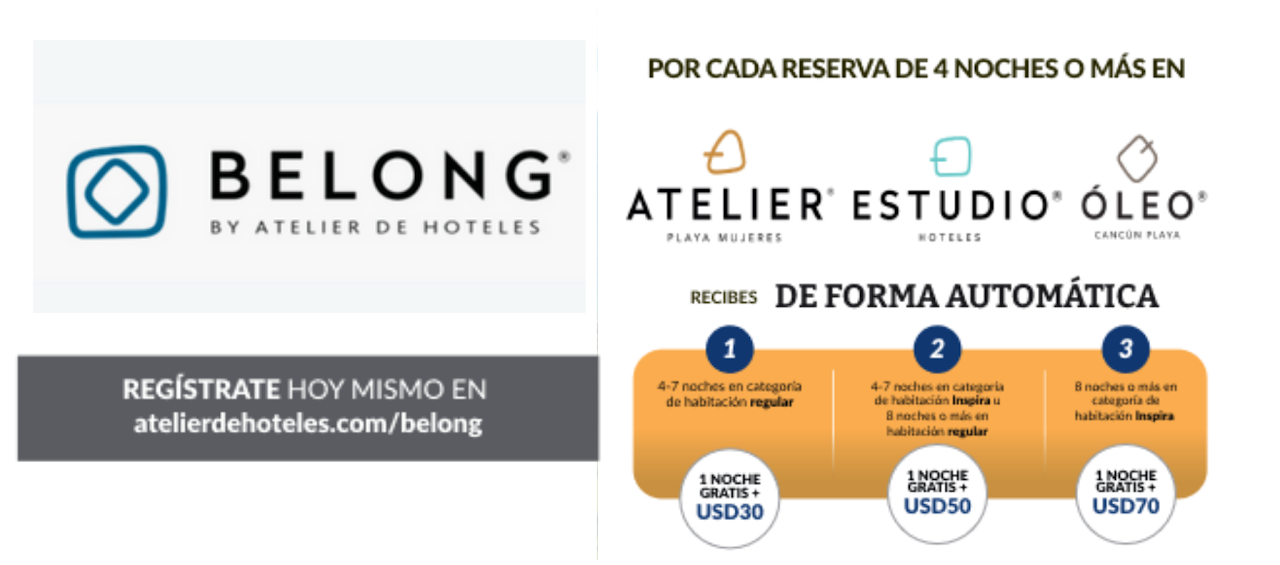 BELONG®
BY ATELIER DE HOTELES
REGÍSTRATE HOY MISMO EN
atelierdehoteles.com/belong
POR CADA RESERVA DE 4 NOCHES O MÁS EN
ATELIER®
PLAYA MUJERES
ESTUDIO®
HOTELES
ÓLEO®
CANCÚN PLAYA
RECIBES DE FORMA AUTOMÁTICA
1
4-7 noches en categoría
de habitación regular
1 NOCHE
GRATIS +
USD30
2
4-7 noches en categoría
de habitación Inspira u
8 noches o más en
habitación regular
1 NOCHE
GRATIS +
USD50
3
8 noches o más en
categoría de
habitación Inspira
1 NOCHE
GRATIS +
USD70